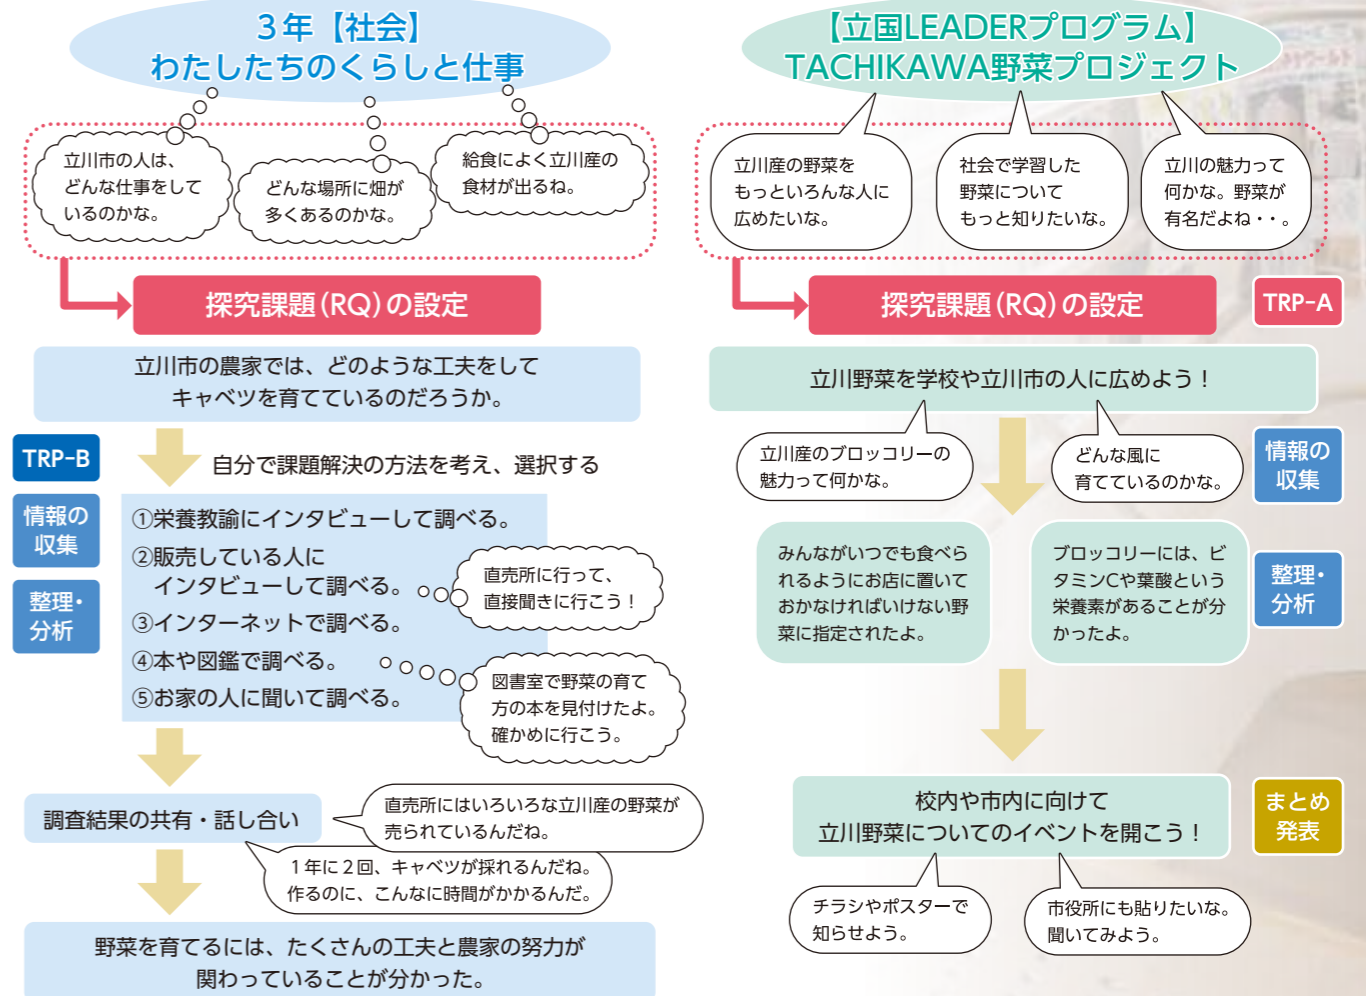 3年【社会】
わたしたちのくらしと仕事
立川市の人は、
どんな仕事をして
いるのかな。
どんな場所に畑が
多くあるのかな。
給食によく立川産の
食材が出るね。
探究課題(RQ)の設定
立川市の農家では、どのような工夫をして
キャベツを育てているのだろうか。
TRP-B
自分で課題解決の方法を考え、選択する
情報の
収集
整理・
分析
①栄養教諭にインタビューして調べる。
②販売している人に
インタビューして調べる。
③インターネットで調べる。
④本や図鑑で調べる。
⑤お家の人に聞いて調べる。
直売所に行って、
直接聞きに行こう！
図書室で野菜の育て
方の本を見付けたよ。
確かめに行こう。
調査結果の共有・話し合い
直売所にはいろいろな立川産の野菜が
売られているんだね。
1年に2回、キャベツが採れるんだね。
作るのに、こんなに時間がかかるんだ。
野菜を育てるには、たくさんの工夫と農家の努力が
関わっていることが分かった。
【立国LEADERプログラム】
TACHIKAWA野菜プロジェクト
立川産の野菜を
もっといろんな人に
広めたいな。
社会で学習した
野菜について
もっと知りたいな。
立川の魅力って
何かな。野菜が
有名だよね・・。
探究課題(RQ)の設定
TRP-A
立川野菜を学校や立川市の人に広めよう！
立川産のブロッコリーの
魅力って何かな。
どんな風に
育てているのかな。
情報の
収集
みんながいつでも食べら
れるようにお店に置いて
おかなければいけない野
菜に指定されたよ。
ブロッコリーには、ビ
タミンCや葉酸という
栄養素があることが分
かったよ。
整理・
分析
校内や市内に向けて
立川野菜についてのイベントを開こう！
まとめ
発表
チラシやポスターで
知らせよう。
市役所にも貼りたいな。
聞いてみよう。